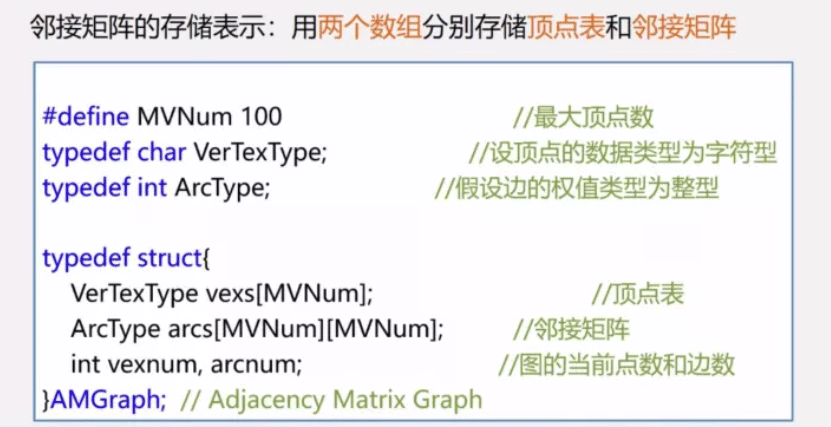 邻接矩阵的存储表示：用两个数组分别存储顶点表和邻接矩阵
#define MVNum 100 //最大顶点数
typedef char VerTexType; //设顶点的数据类型为字符型
typedef int ArcType; //假设边的权值类型为整型
typedef struct{
VerTexType vexs[MVNum]; //顶点表
ArcType arcs[MVNum][MVNum]; //邻接矩阵
int vexnum, arcnum; //图的当前点数和边数
}AMGraph; // Adjacency Matrix Graph